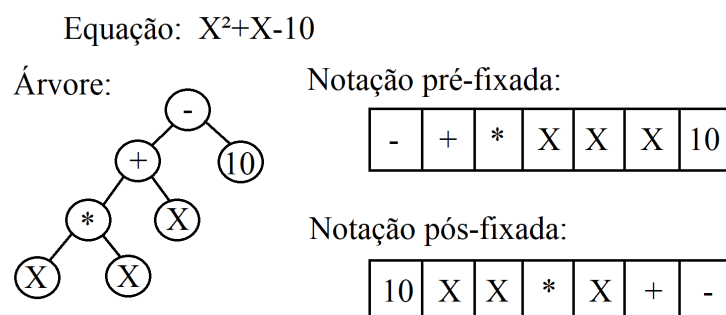 Equação: X²+X-10
Árvore:
-
+
10
*
X
X
X
Notação pré-fixada:
- + * X X X 10
Notação pós-fixada:
10 X X * X + -